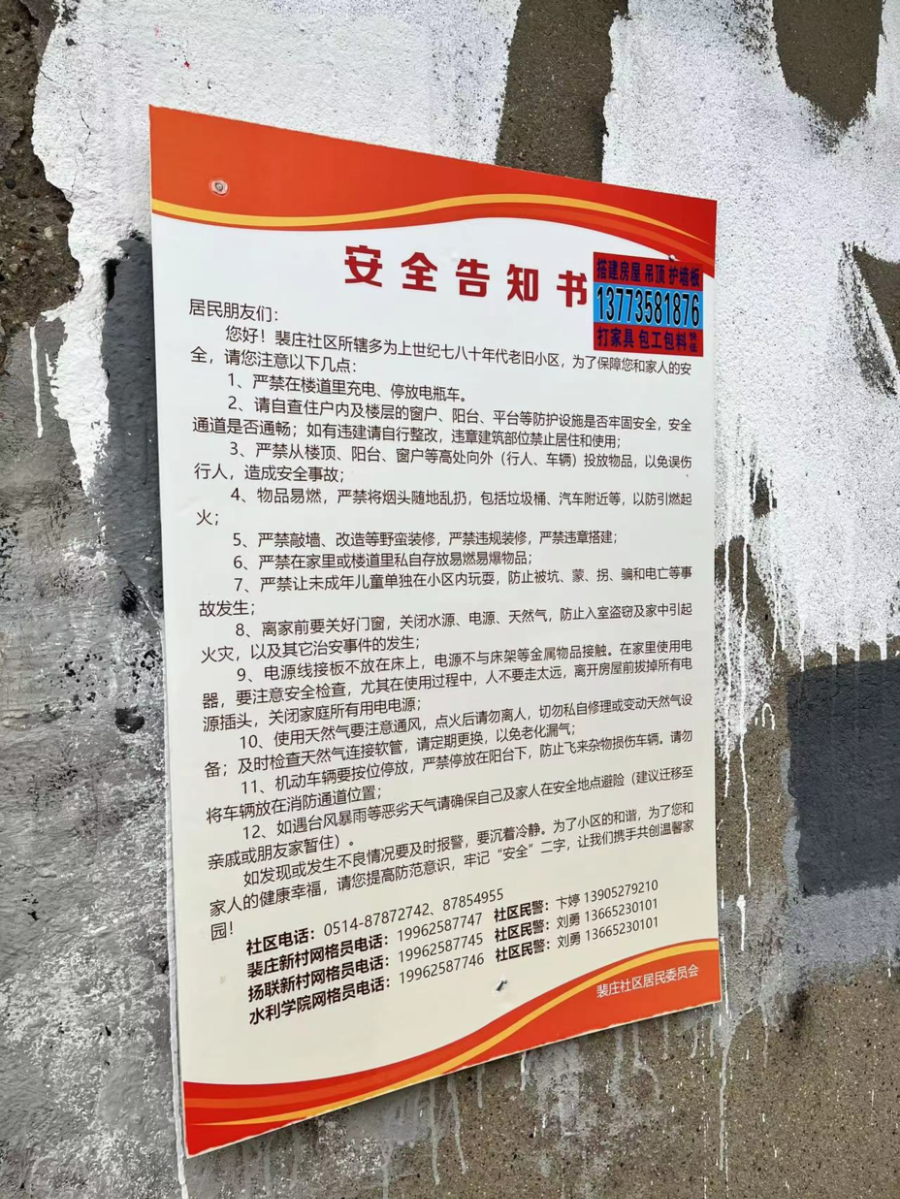 安全告知书
搭建房屋 吊顶 护墙板
13773581876
打家具 包工包料
居民朋友们：
您好！裴庄社区所辖多为上世纪七八十年代老旧小区，为了保障您和家人的安
全，请您注意以下几点：
1、严禁在楼道里充电、停放电瓶车。
2、请自查住户内及楼层的窗户、阳台、平台等防护设施是否牢固安全，安全
通道是否通畅；如有违建请自行整改，违章建筑部位禁止居住和使用；
3、严禁从楼顶、阳台、窗户等高处向外（行人、车辆）投放物品，以免误伤
行人，造成安全事故；
4、物品易燃，严禁将烟头随地乱扔，包括垃圾桶、汽车附近等，以防引燃起
火；
5、严禁敲墙、改造等野蛮装修，严禁违规装修，严禁违章搭建；
6、严禁在家里或楼道里私自存放易燃易爆物品；
7、严禁让未成年儿童单独在小区内玩耍，防止被坑、蒙、拐、骗和电亡等事
故发生；
8、离家前要关好门窗，关闭水源、电源、天然气，防止入室盗窃及家中引起
火灾，以及其它治安事件的发生；
9、电源线接板不放在床上，电源不与床架等金属物品接触。在家里使用电
器，要注意安全检查，尤其在使用过程中，人不要走太远，离开房屋前拔掉所有电
源插头，关闭家庭所有用电电源；
10、使用天然气要注意通风，点火后请勿离人，切勿私自修理或变动天然气设
备；及时检查天然气连接软管，请定期更换，以免老化漏气；
11、机动车辆要按位停放，严禁停放在阳台下，防止飞来杂物损伤车辆。请勿
将车辆放在消防通道位置；
12、如遇台风暴雨等恶劣天气请确保自己及家人在安全地点避险（建议迁移至
亲戚或朋友家暂住）。
如发现或发生不良情况要及时报警，要沉着冷静。为了小区的和谐，为了您和
家人的健康幸福，请您提高防范意识，牢记“安全”二字，让我们携手共创温馨家
园！
社区电话：0514-87872742、87854955
裴庄新村网格员电话：19962587747 社区民警：卞婷 13905279210
扬联新村网格员电话：19962587745 社区民警：刘勇 13665230101
水利学院网格员电话：19962587746 社区民警：刘勇 13665230101
裴庄社区居民委员会